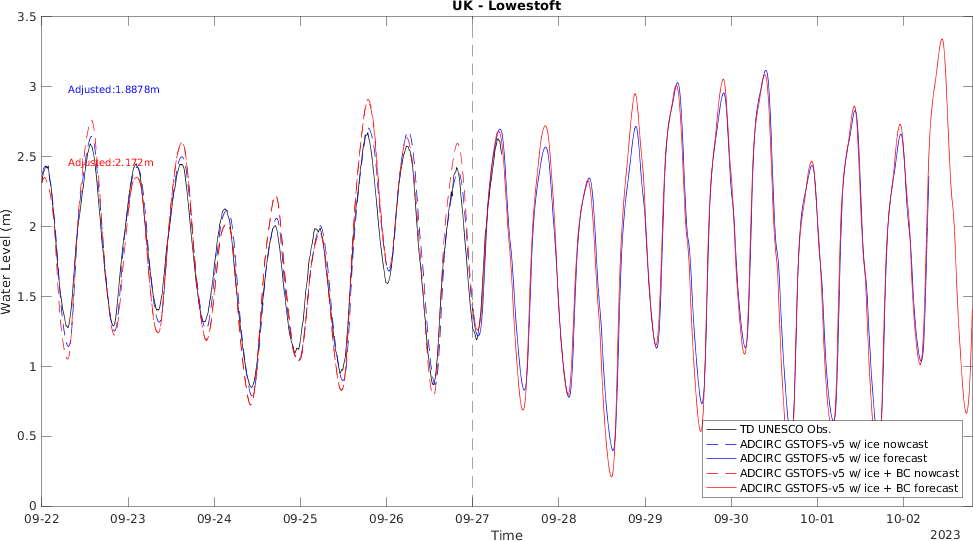 UK - Lowestoft
3.5
3
2.5
2
1.5
1
0.5
0
Water Level (m)
Adjusted:1.8878m
Adjusted:2.172m
TD UNESCO Obs.
ADCIRC GSTOFS-v5 w/ ice nowcast
ADCIRC GSTOFS-v5 w/ ice forecast
ADCIRC GSTOFS-v5 w/ ice + BC nowcast
ADCIRC GSTOFS-v5 w/ ice + BC forecast
09-22 09-23 09-24 09-25 09-26 09-27 09-28 09-29 09-30 10-01 10-02
Time
2023